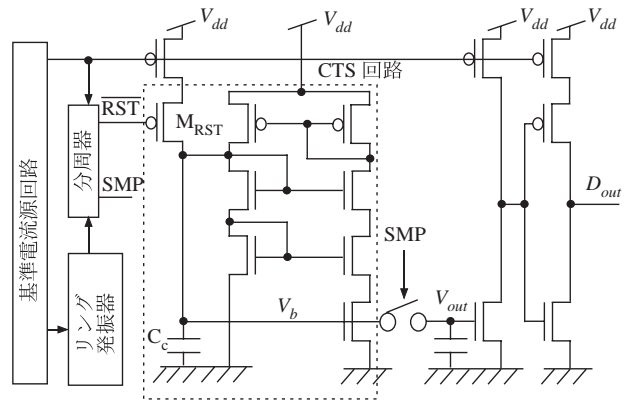 V_dd
V_dd
V_dd
V_dd
CTS 回路
RST
M_RST
分周器
SMP
基準電流源回路
D_out
SMP
リング
発振器
V_b
V_out
C_c